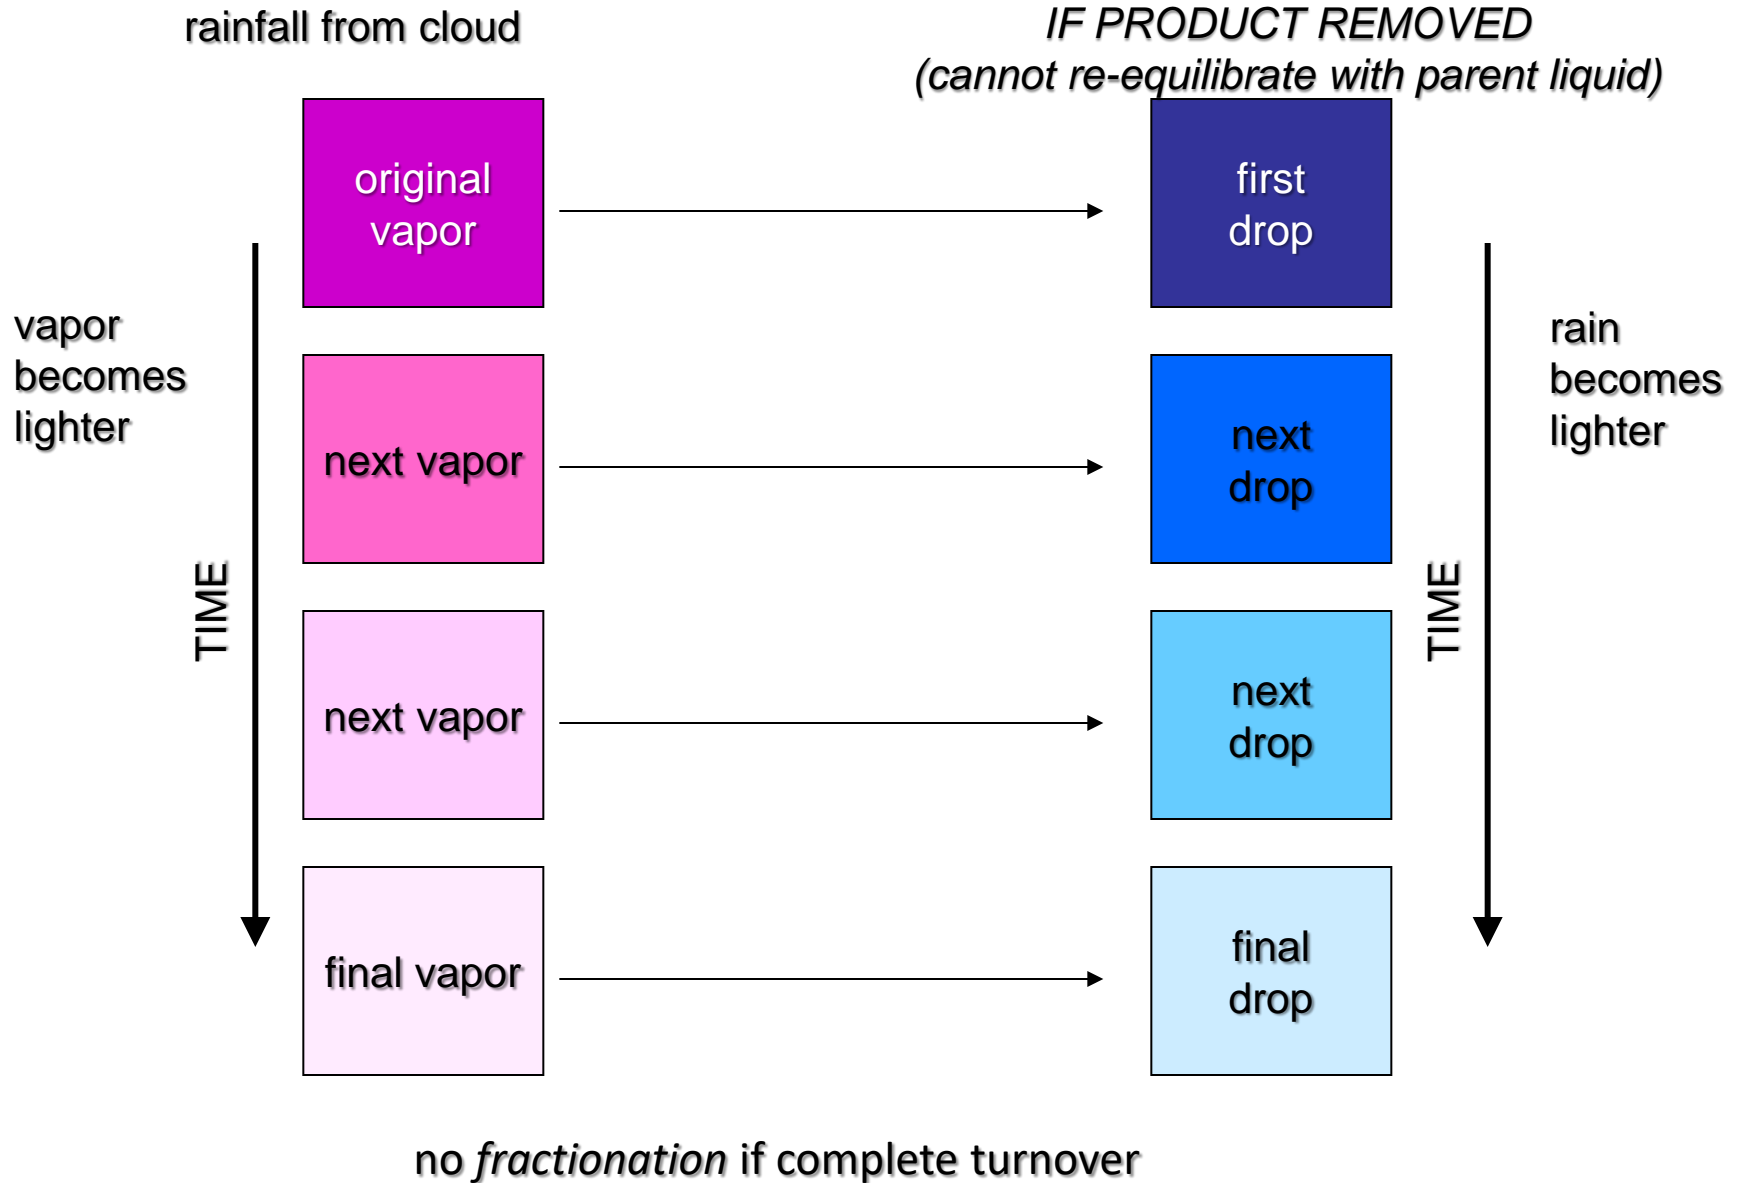 rainfall from cloud
IF PRODUCT REMOVED
(cannot re-equilibrate with parent liquid)
original
vapor
first
drop
vapor
becomes
lighter
rain
becomes
lighter
next vapor
next
drop
TIME
TIME
next vapor
next
drop
final vapor
final
drop
no fractionation if complete turnover